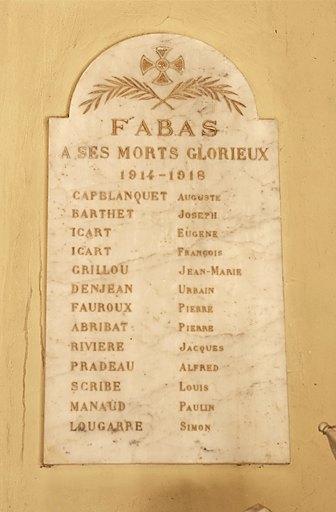 FABAS
A SES MORTS GLORIEUX
1914-1918
CAPBLANQUET AUGUSTE
BARTHET JOSEPH
ICART EUGENE
ICART FRANÇOIS
GRILLOU JEAN-MARIE
DENJEAN URBAIN
FAUROUX PIERRE
ABRIBAT PIERRE
RIVIERE JACQUES
PRADEAU ALFRED
SCRIBE LOUIS
MANAUD PAULIN
LOUGARRE SIMON